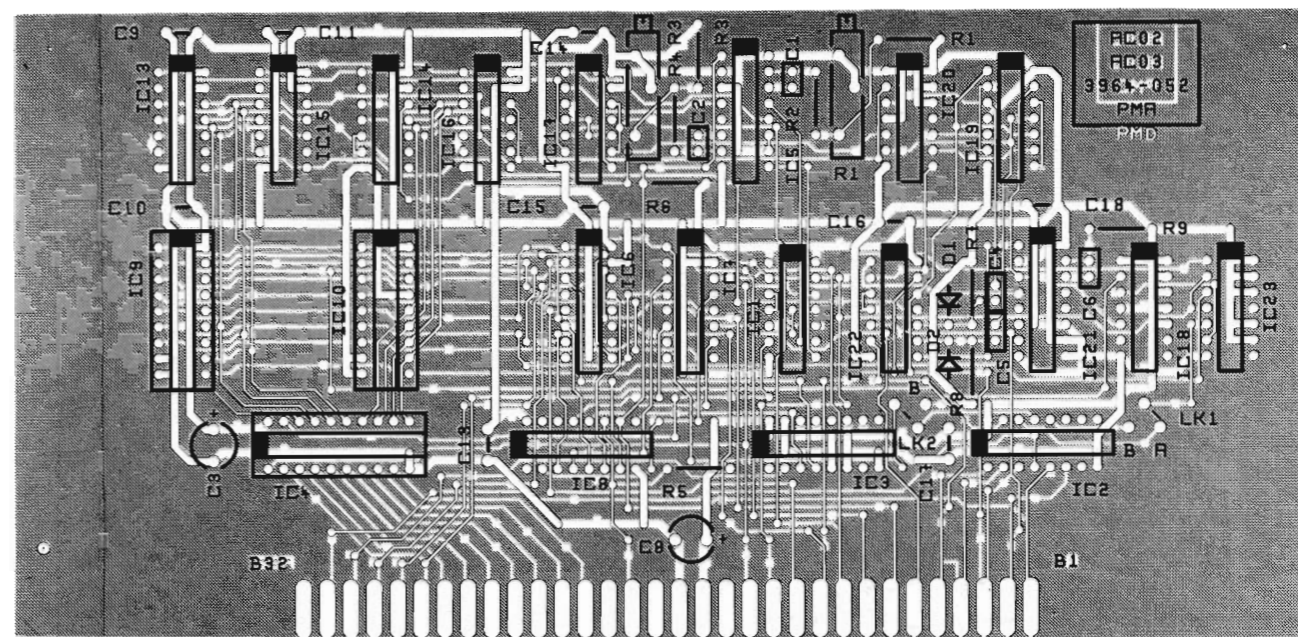 C9
C11
C14
R3
R4
R3
C1
R1
AC02
AC03
3964-052
PMA
PMD
IC13
IC15
IC14
IC16
IC17
C2
R2
IC5
R1
IC20
IC19
C10
C15
R6
C16
C18
R9
IC9
IC10
IC6
IC1
IC22
D1
R1
C4
D2
C5
IC21
C6
IC18
IC23
B
R8
LK1
C3
IC4
C13
IC8
R5
LK2
IC3
C17
IC2
B
A
C8
+
+
B32
B1